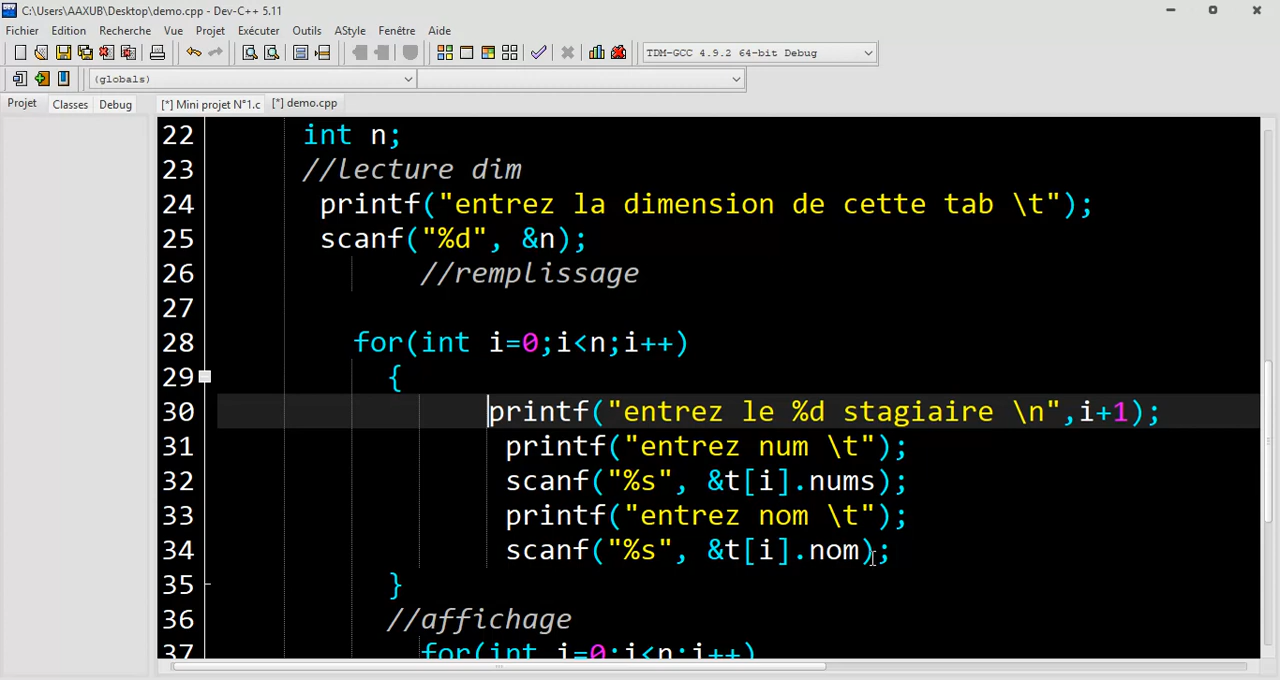 C:\Users\AAXUB\Desktop\demo.cpp - Dev-C++ 5.11
Fichier Edition Recherche Vue Projet Exécuter Outils AStyle Fenêtre Aide
TDM-GCC 4.9.2 64-bit Debug
(globals)
Projet Classes Debug [*] Mini projet N°1.c [*] demo.cpp
22 int n;
23 //lecture dim
24 printf("entrez la dimension de cette tab \t");
25 scanf("%d", &n);
26 //remplissage
27
28 for(int i=0;i<n;i++)
29 {
30 printf("entrez le %d stagiaire \n",i+1);
31 printf("entrez num \t");
32 scanf("%s", &t[i].nums);
33 printf("entrez nom \t");
34 scanf("%s", &t[i].nom);
35 }
36 //affichage
37 for(int i=0;i<n;i++)